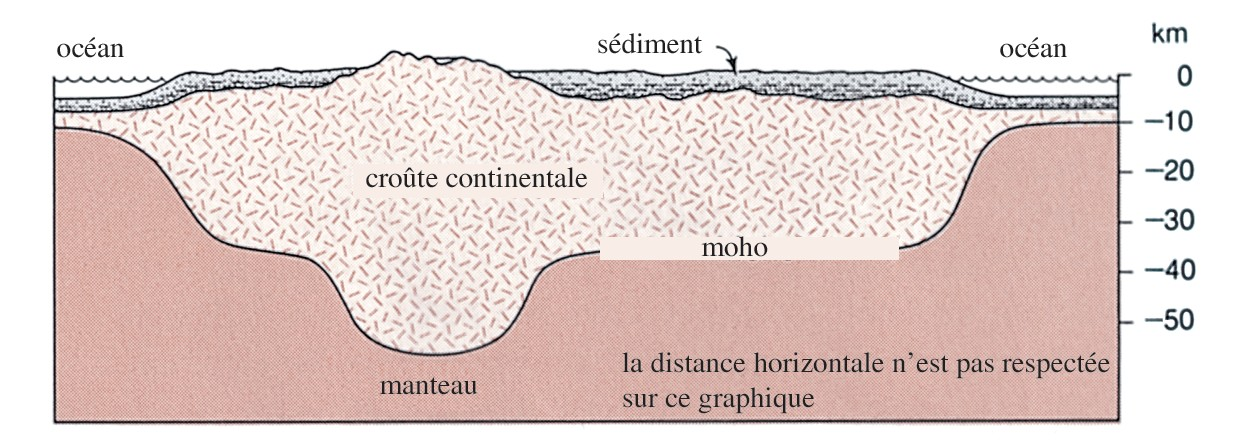 océan
sédiment
océan
km
0
−10
−20
−30
−40
−50
croûte continentale
moho
manteau
la distance horizontale n’est pas respectée
sur ce graphique